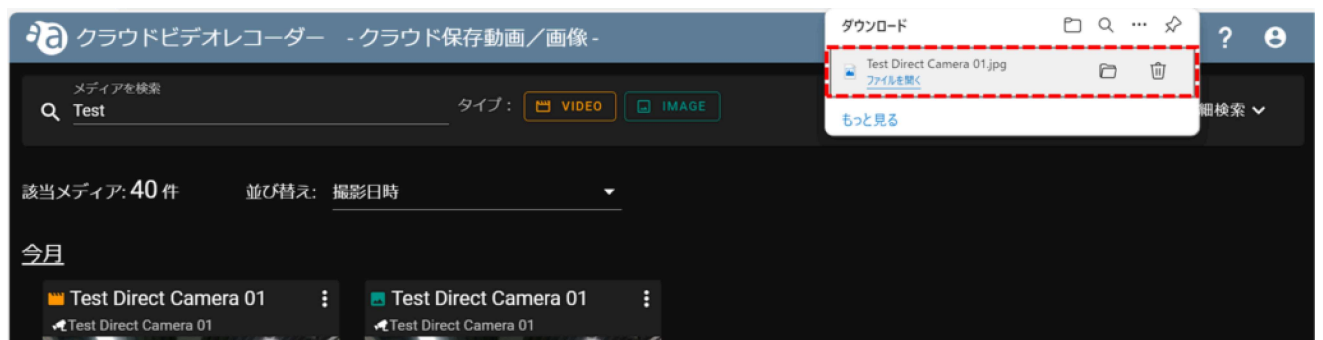 クラウドビデオレコーダー - クラウド保存動画／画像 -
ダウンロード
?
Test Direct Camera 01.jpg
ファイルを開く
もっと見る
メディアを検索
Test
タイプ : VIDEO IMAGE
細検索
該当メディア: 40 件
並び替え: 撮影日時
今月
Test Direct Camera 01
Test Direct Camera 01
Test Direct Camera 01
Test Direct Camera 01